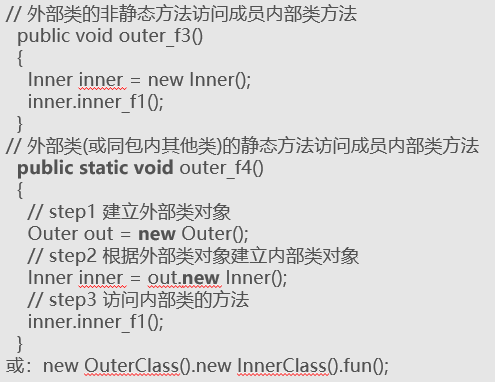 // 外部类的非静态方法访问成员内部类方法
public void outer_f3()
{
Inner inner = new Inner();
inner.inner_f1();
}
// 外部类(或同包内其他类)的静态方法访问成员内部类方法
public static void outer_f4()
{
// step1 建立外部类对象
Outer out = new Outer();
// step2 根据外部类对象建立内部类对象
Inner inner = out.new Inner();
// step3 访问内部类的方法
inner.inner_f1();
}
或：new OuterClass().new InnerClass().fun();